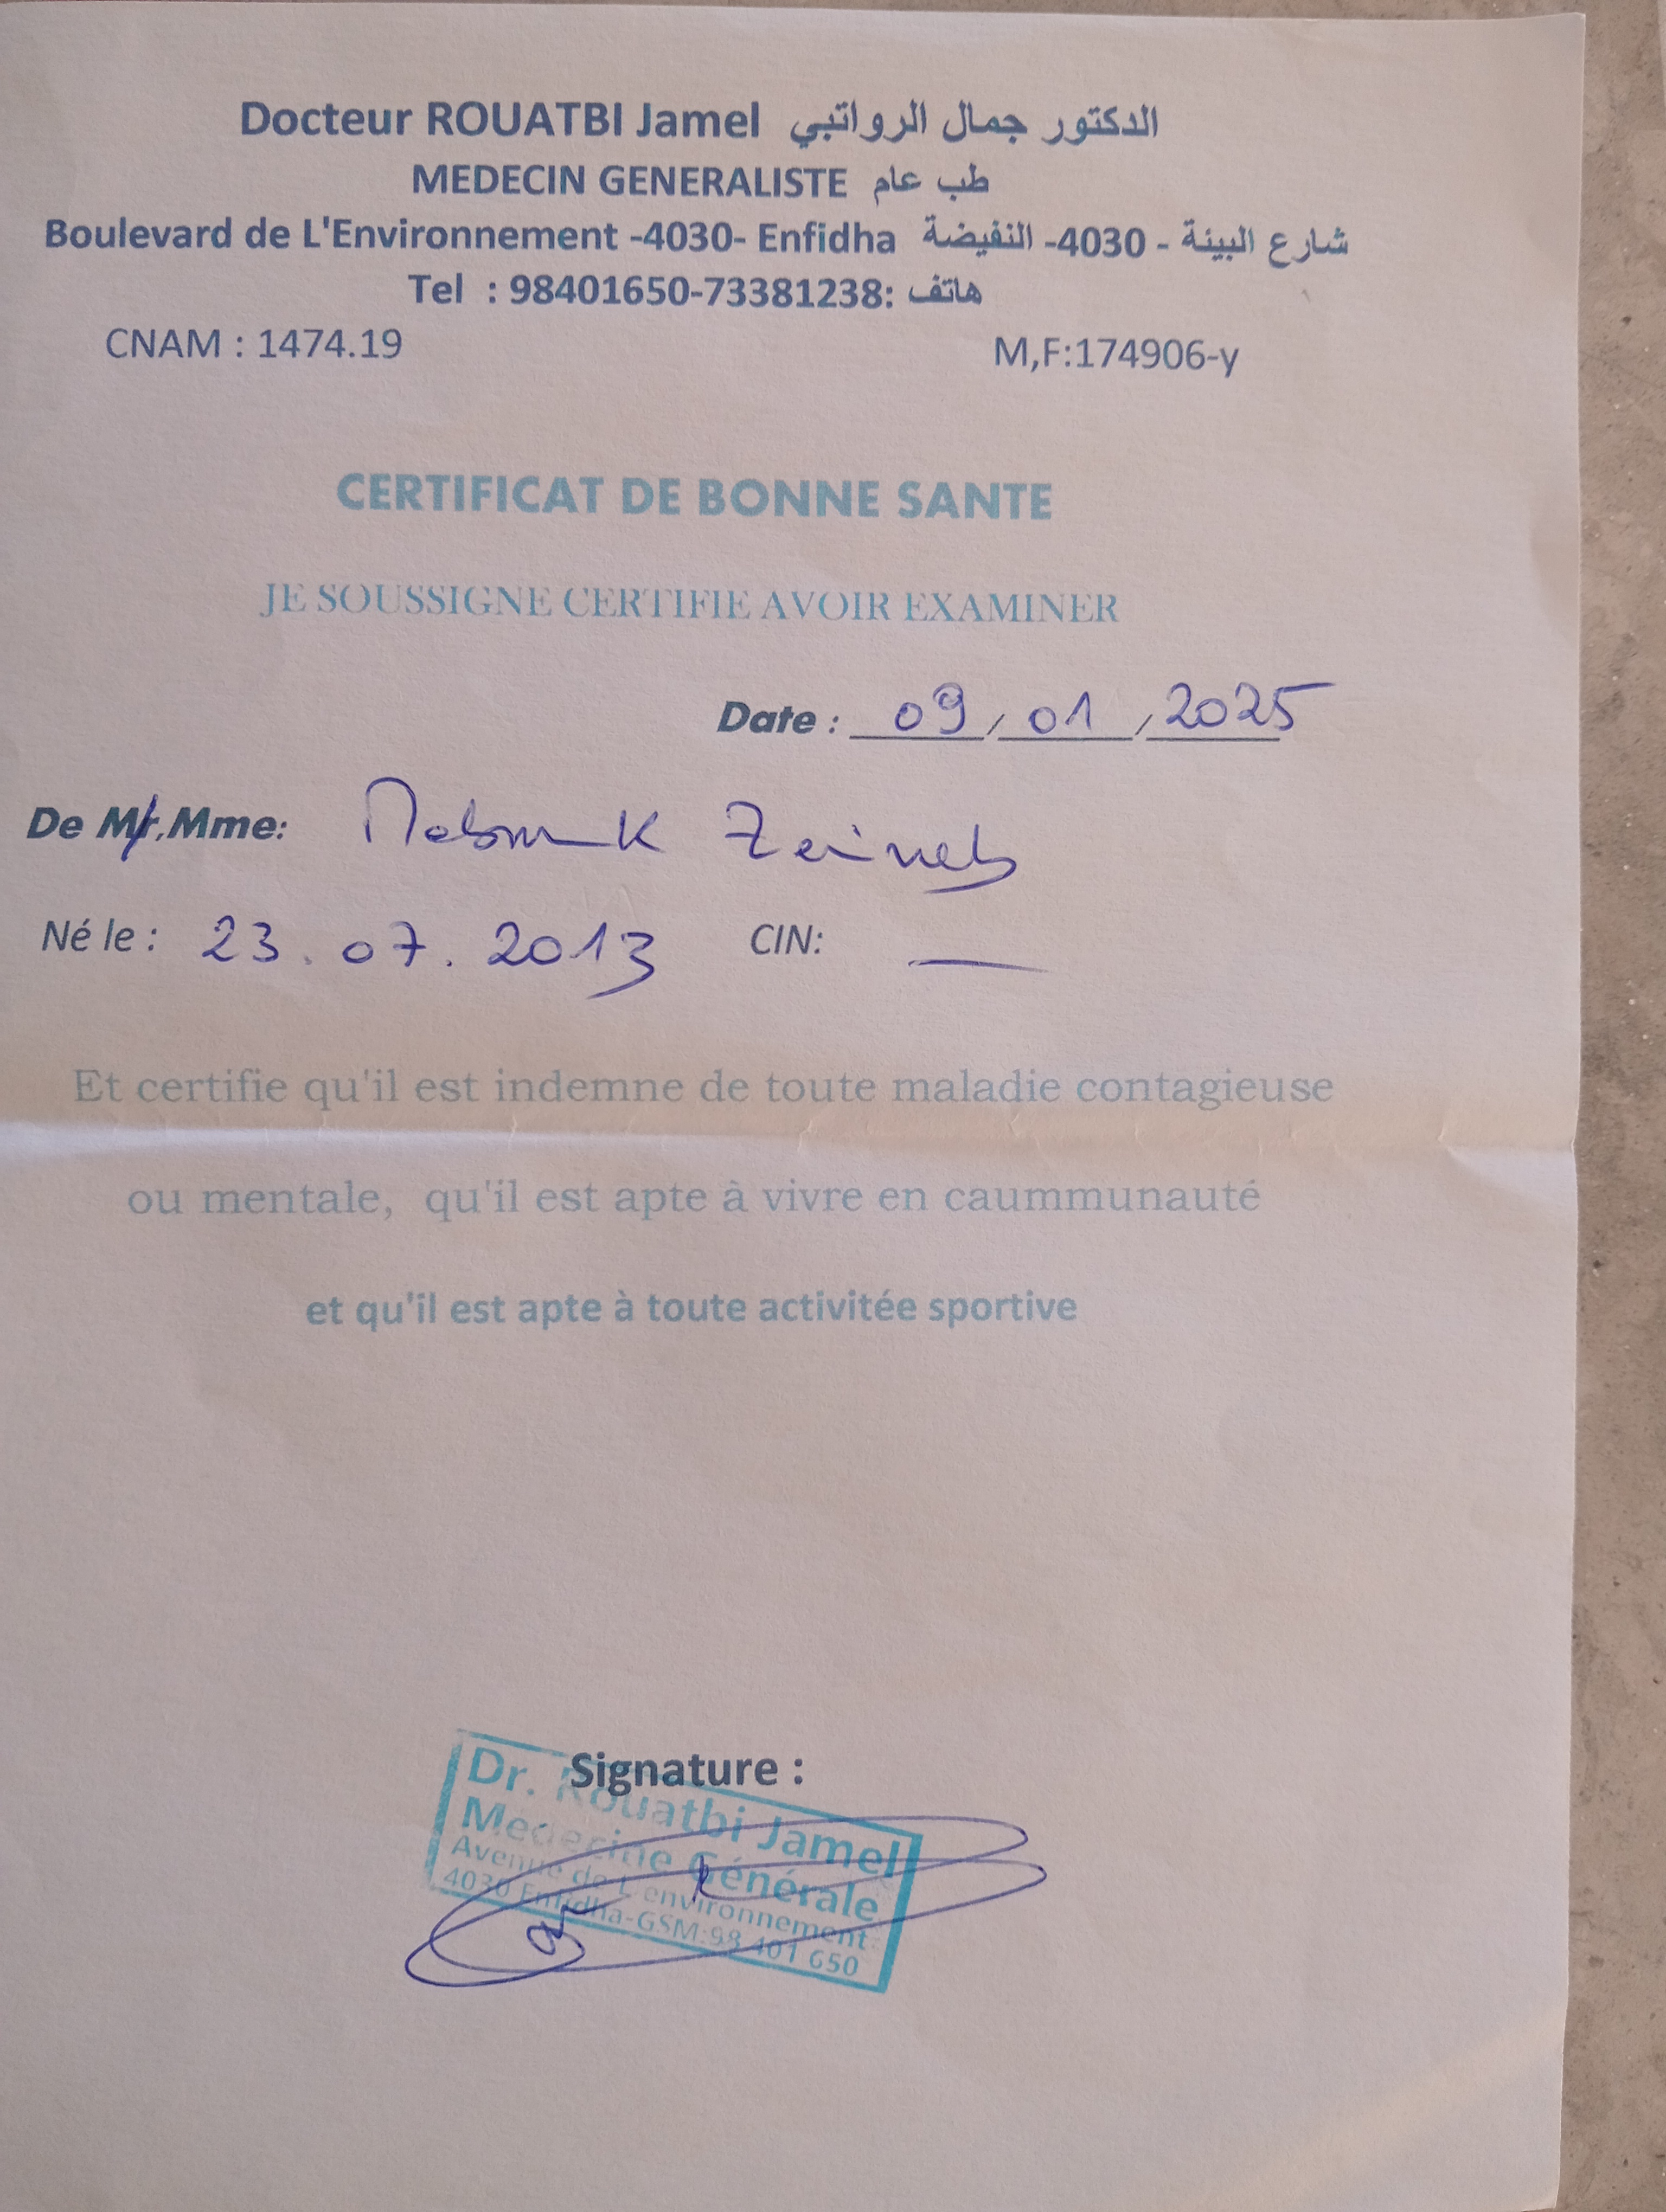 Docteur ROUATBI Jamel الدكتور جمال الرواتبي
MEDECIN GENERALISTE طب عام
Boulevard de L'Environnement -4030- Enfidha شارع البيئة - 4030- النفيضة
Tel : 98401650-73381238: هاتف
CNAM : 1474.19 M,F:174906-y
CERTIFICAT DE BONNE SANTE
JE SOUSSIGNE CERTIFIE AVOIR EXAMINER
Date : 09/01/2025
De Mr.Mme: Mabrouk Zeineb
Né le : 23.07.2013 CIN: —
Et certifie qu'il est indemne de toute maladie contagieuse
ou mentale, qu'il est apte à vivre en caummunauté
et qu'il est apte à toute activitée sportive
Signature :
Dr. Rouatbi Jamel
Medecine Générale
Avenue de L'environnement
4030 Enfidha-GSM:98 401 650